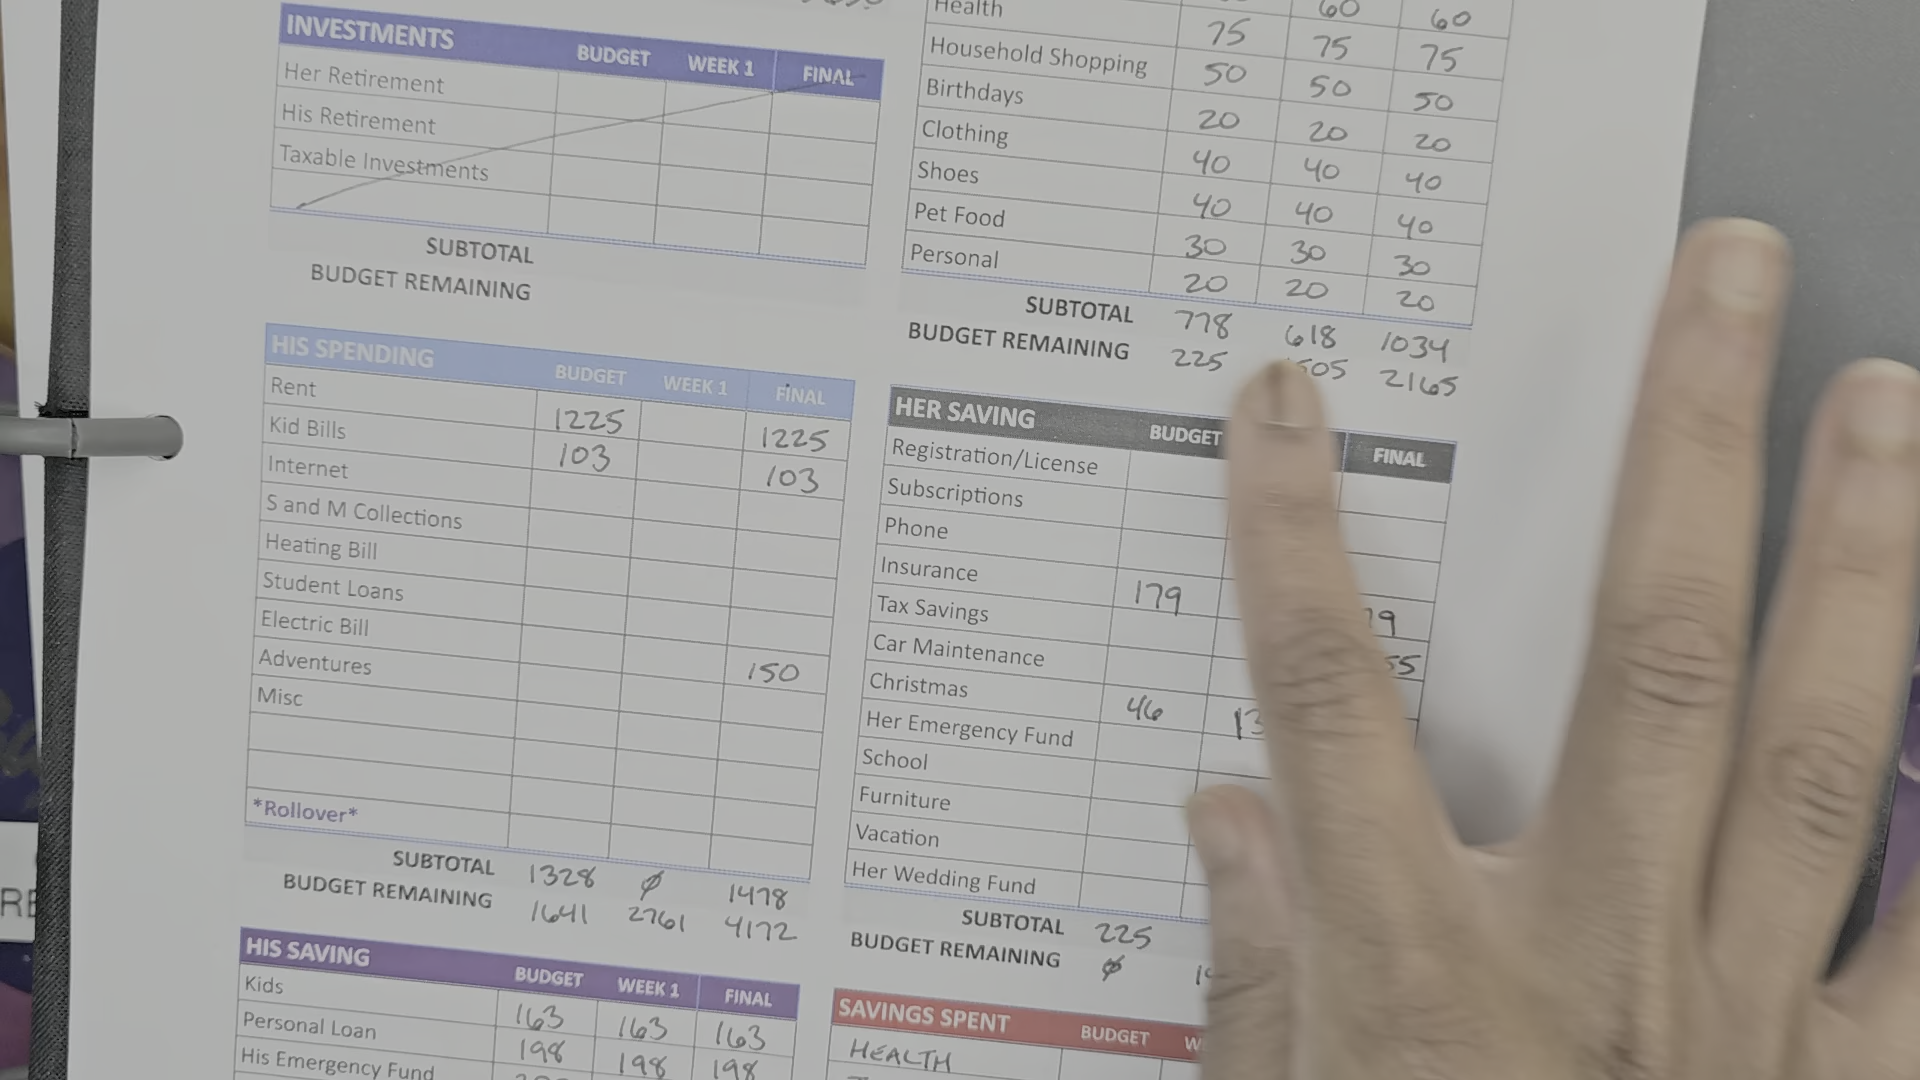 INVESTMENTS BUDGET WEEK 1 FINAL
Her Retirement
His Retirement
Taxable Investments
SUBTOTAL
BUDGET REMAINING
HIS SPENDING BUDGET WEEK 1 FINAL
Rent 1225 1225
Kid Bills 103 103
Internet
S and M Collections
Heating Bill
Student Loans
Electric Bill
Adventures 150
Misc
*Rollover*
SUBTOTAL 1328 ∅ 1478
BUDGET REMAINING 1641 2761 4172
HIS SAVING BUDGET WEEK 1 FINAL
Kids 163 163 163
Personal Loan 198 198 198
His Emergency Fund
Health 60 60
Household Shopping 75 75 75
Birthdays 50 50 50
Clothing 20 20 20
Shoes 40 40 40
Pet Food 40 40 40
Personal 30 30 30
20 20 20
SUBTOTAL 778 618 1034
BUDGET REMAINING 225 2165
HER SAVING BUDGET FINAL
Registration/License
Subscriptions
Phone
Insurance 179
Tax Savings
Car Maintenance
Christmas 46
Her Emergency Fund
School
Furniture
Vacation
Her Wedding Fund
SUBTOTAL 225
BUDGET REMAINING ∅
SAVINGS SPENT BUDGET
HEALTH